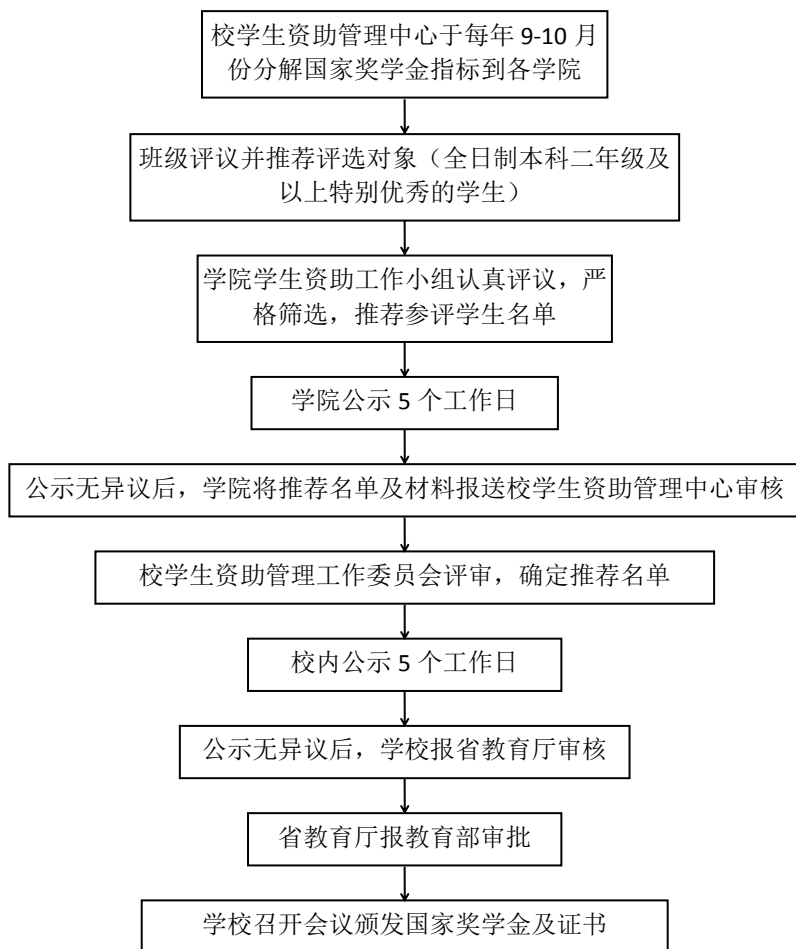 校学生资助管理中心于每年 9-10 月
份分解国家奖学金指标到各学院
班级评议并推荐评选对象（全日制本科二年级及
以上特别优秀的学生）
学院学生资助工作小组认真评议，严
格筛选，推荐参评学生名单
学院公示 5 个工作日
公示无异议后，学院将推荐名单及材料报送校学生资助管理中心审核
校学生资助管理工作委员会评审，确定推荐名单
校内公示 5 个工作日
公示无异议后，学校报省教育厅审核
省教育厅报教育部审批
学校召开会议颁发国家奖学金及证书